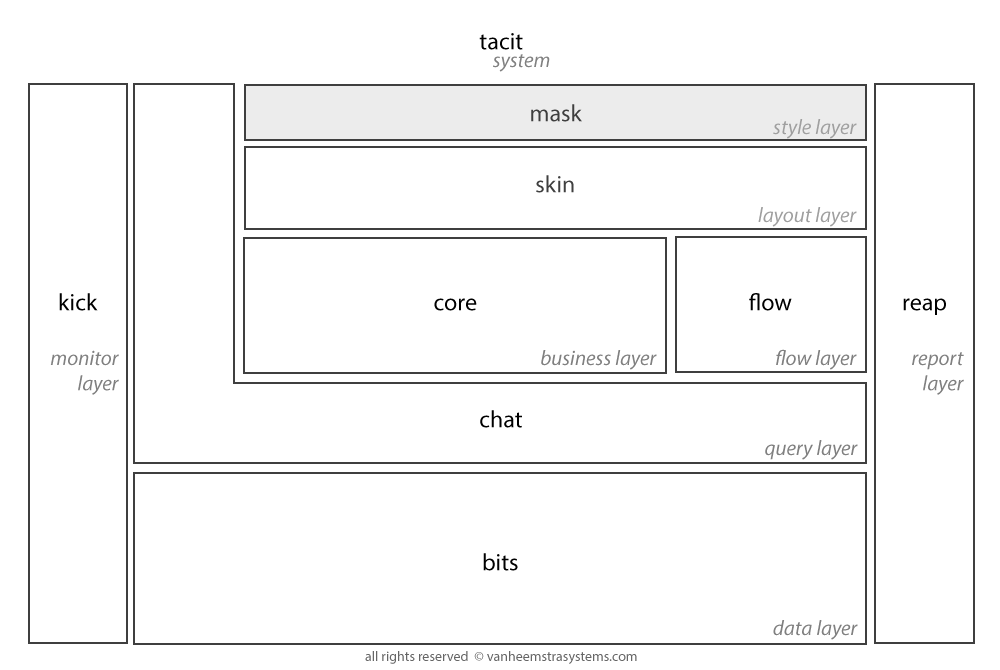 tacit
system
mask
style layer
skin
layout layer
kick
monitor
layer
core
business layer
flow
flow layer
reap
report
layer
chat
query layer
bits
data layer
all rights reserved © vanheemstrasystems.com